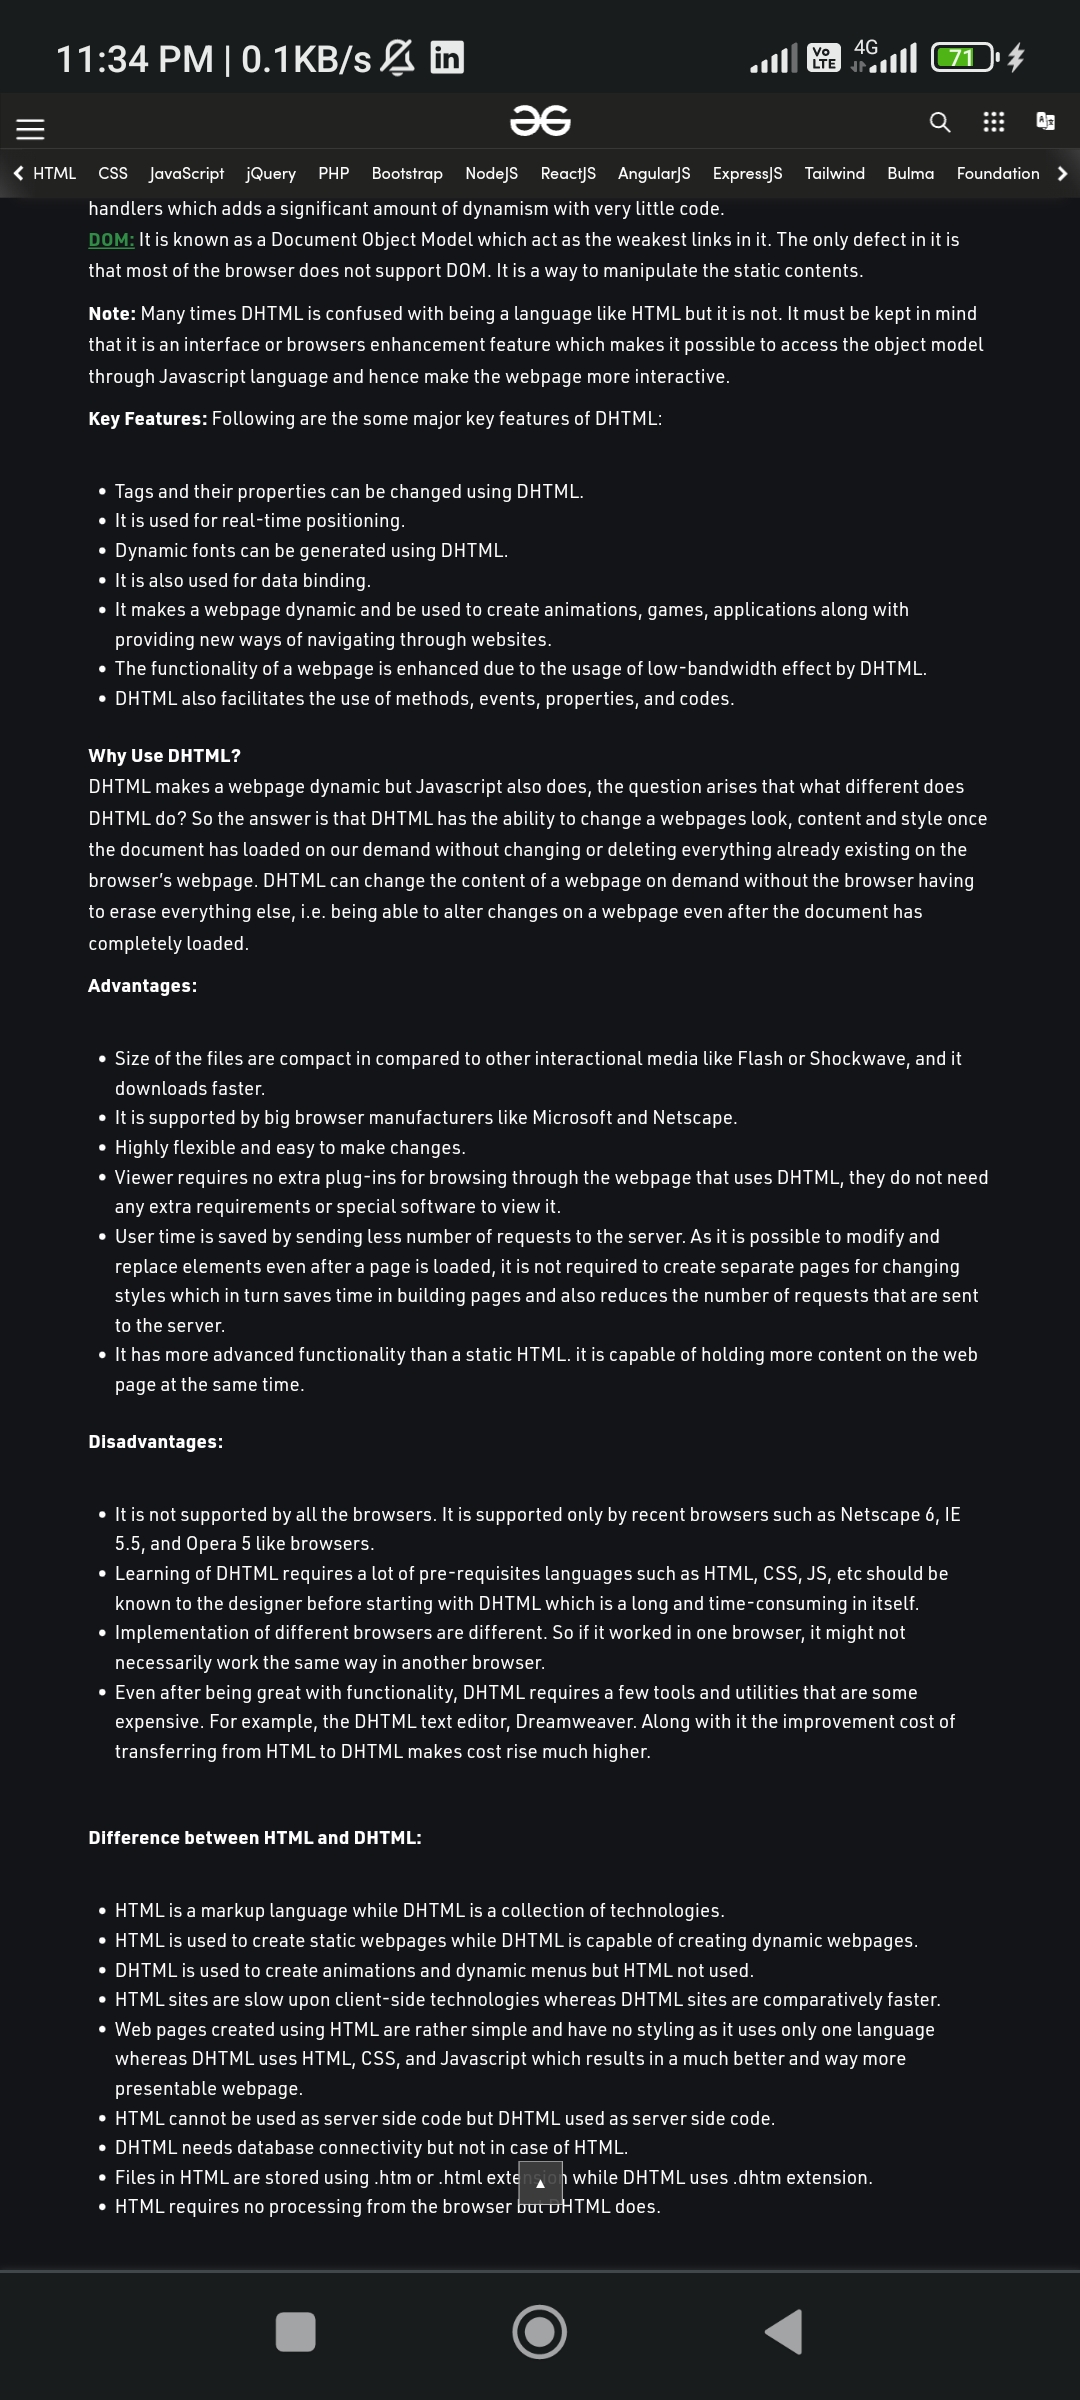 11:34 PM | 0.1KB/s
Vo LTE 4G 71
HTML CSS JavaScript jQuery PHP Bootstrap NodeJS ReactJS AngularJS ExpressJS Tailwind Bulma Foundation
handlers which adds a significant amount of dynamism with very little code.
DOM: It is known as a Document Object Model which act as the weakest links in it. The only defect in it is
that most of the browser does not support DOM. It is a way to manipulate the static contents.
Note: Many times DHTML is confused with being a language like HTML but it is not. It must be kept in mind
that it is an interface or browsers enhancement feature which makes it possible to access the object model
through Javascript language and hence make the webpage more interactive.
Key Features: Following are the some major key features of DHTML:
• Tags and their properties can be changed using DHTML.
• It is used for real-time positioning.
• Dynamic fonts can be generated using DHTML.
• It is also used for data binding.
• It makes a webpage dynamic and be used to create animations, games, applications along with
providing new ways of navigating through websites.
• The functionality of a webpage is enhanced due to the usage of low-bandwidth effect by DHTML.
• DHTML also facilitates the use of methods, events, properties, and codes.
Why Use DHTML?
DHTML makes a webpage dynamic but Javascript also does, the question arises that what different does
DHTML do? So the answer is that DHTML has the ability to change a webpages look, content and style once
the document has loaded on our demand without changing or deleting everything already existing on the
browser's webpage. DHTML can change the content of a webpage on demand without the browser having
to erase everything else, i.e. being able to alter changes on a webpage even after the document has
completely loaded.
Advantages:
• Size of the files are compact in compared to other interactional media like Flash or Shockwave, and it
downloads faster.
• It is supported by big browser manufacturers like Microsoft and Netscape.
• Highly flexible and easy to make changes.
• Viewer requires no extra plug-ins for browsing through the webpage that uses DHTML, they do not need
any extra requirements or special software to view it.
• User time is saved by sending less number of requests to the server. As it is possible to modify and
replace elements even after a page is loaded, it is not required to create separate pages for changing
styles which in turn saves time in building pages and also reduces the number of requests that are sent
to the server.
• It has more advanced functionality than a static HTML. it is capable of holding more content on the web
page at the same time.
Disadvantages:
• It is not supported by all the browsers. It is supported only by recent browsers such as Netscape 6, IE
5.5, and Opera 5 like browsers.
• Learning of DHTML requires a lot of pre-requisites languages such as HTML, CSS, JS, etc should be
known to the designer before starting with DHTML which is a long and time-consuming in itself.
• Implementation of different browsers are different. So if it worked in one browser, it might not
necessarily work the same way in another browser.
• Even after being great with functionality, DHTML requires a few tools and utilities that are some
expensive. For example, the DHTML text editor, Dreamweaver. Along with it the improvement cost of
transferring from HTML to DHTML makes cost rise much higher.
Difference between HTML and DHTML:
• HTML is a markup language while DHTML is a collection of technologies.
• HTML is used to create static webpages while DHTML is capable of creating dynamic webpages.
• DHTML is used to create animations and dynamic menus but HTML not used.
• HTML sites are slow upon client-side technologies whereas DHTML sites are comparatively faster.
• Web pages created using HTML are rather simple and have no styling as it uses only one language
whereas DHTML uses HTML, CSS, and Javascript which results in a much better and way more
presentable webpage.
• HTML cannot be used as server side code but DHTML used as server side code.
• DHTML needs database connectivity but not in case of HTML.
• Files in HTML are stored using .htm or .html extension while DHTML uses .dhtm extension.
• HTML requires no processing from the browser but DHTML does.